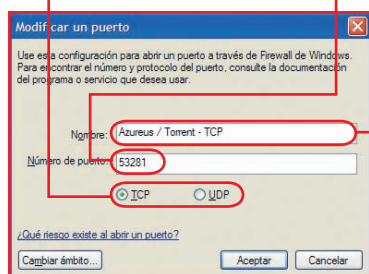 Modificar un puerto
Use esta configuración para abrir un puerto a través de Firewall de Windows.
Para encontrar el número y protocolo del puerto, consulte la documentación
del programa o servicio que desea usar.
Nombre: Azureus / Torrent - TCP
Número de puerto: 53281
TCP UDP
¿Qué riesgo existe al abrir un puerto?
Cambiar ámbito... Aceptar Cancelar